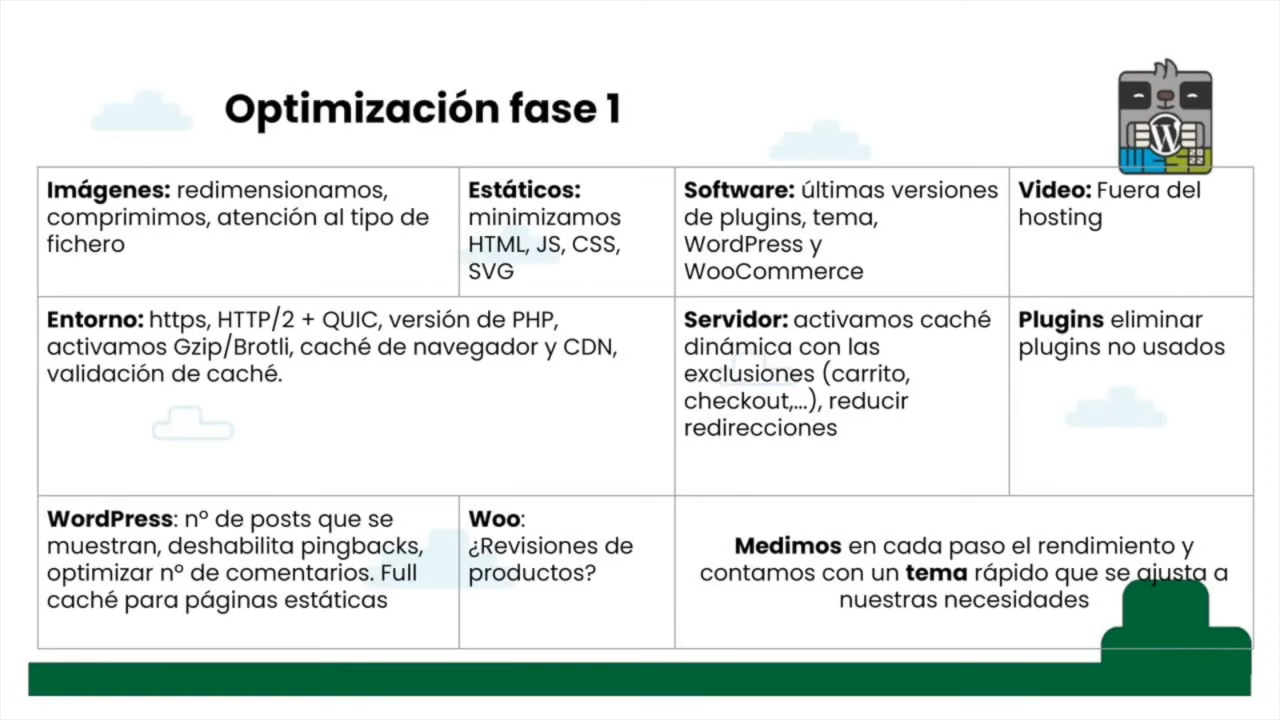 Optimización fase 1
Imágenes: redimensionamos,
comprimimos, atención al tipo de
fichero
Estáticos:
minimizamos
HTML, JS, CSS,
SVG
Software: últimas versiones
de plugins, tema,
WordPress y
WooCommerce
Video: Fuera del
hosting
Entorno: https, HTTP/2 + QUIC, versión de PHP,
activamos Gzip/Brotli, caché de navegador y CDN,
validación de caché.
Servidor: activamos caché
dinámica con las
exclusiones (carrito,
checkout,...), reducir
redirecciones
Plugins eliminar
plugins no usados
WordPress: nº de posts que se
muestran, deshabilita pingbacks,
optimizar nº de comentarios. Full
caché para páginas estáticas
Woo:
¿Revisiones de
productos?
Medimos en cada paso el rendimiento y
contamos con un tema rápido que se ajusta a
nuestras necesidades